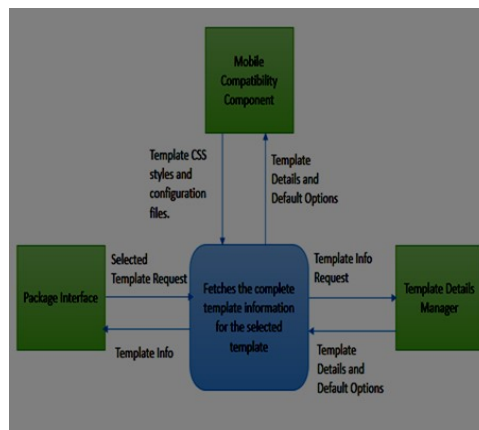 Mobile
Compatibility
Component
Template CSS
styles and
configuration
files.
Template
Details and
Default Options
Selected
Template Request
Package Interface
Template Info
Fetches the complete
template information
for the selected
template
Template Info
Request
Template Details
Manager
Template
Details and
Default Options